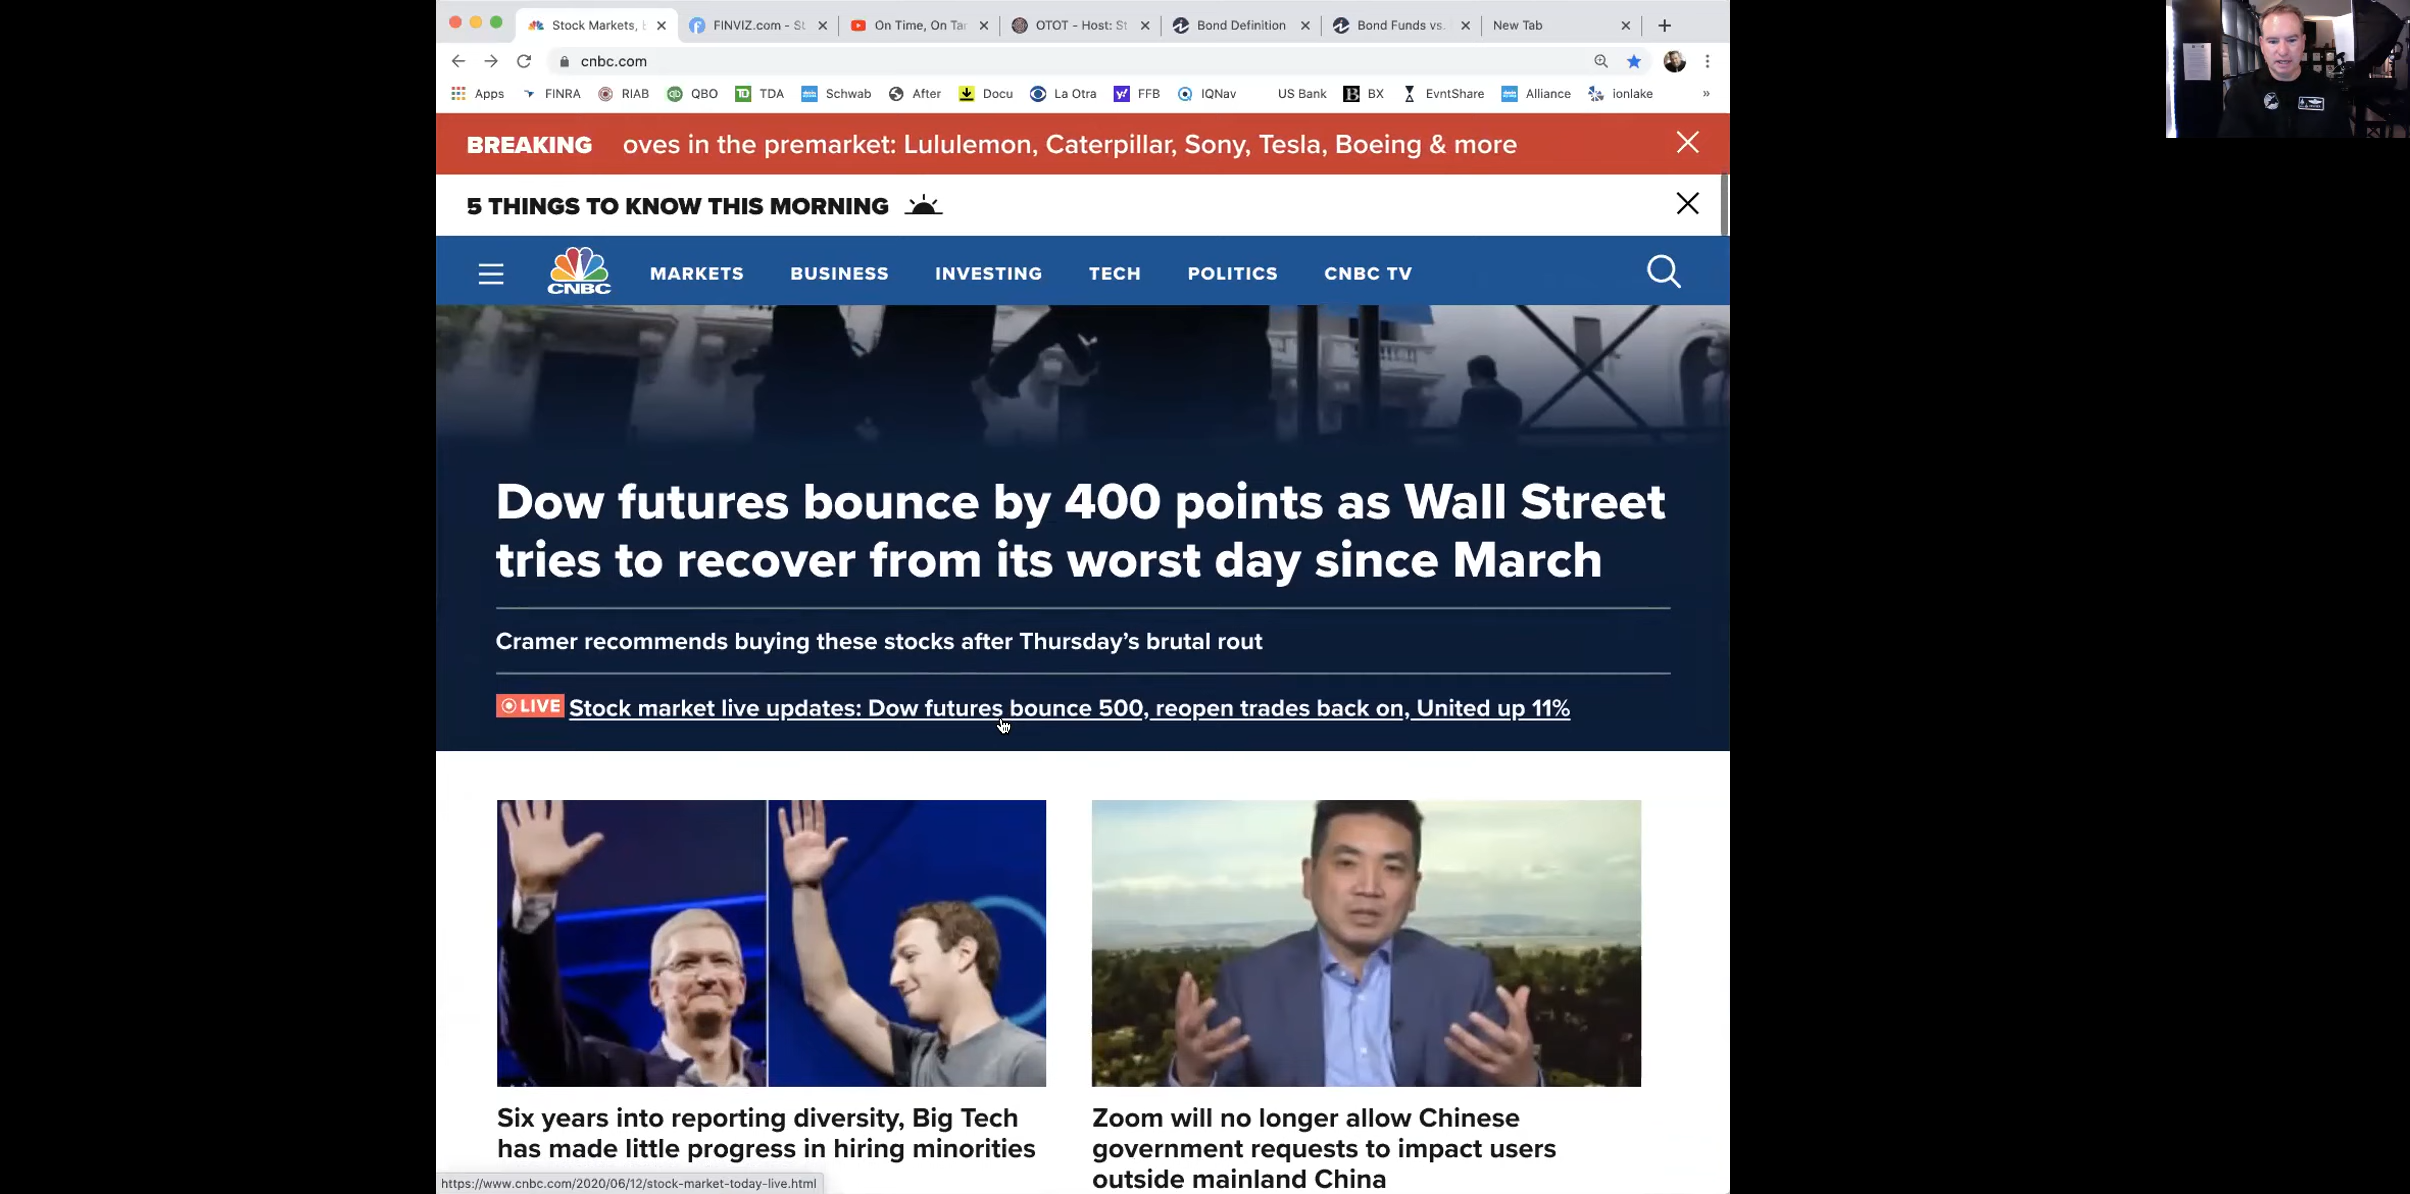 Stock Markets, b
FINVIZ.com - St
On Time, On Tar
OTOT - Host: St
Bond Definition
Bond Funds vs.
New Tab
cnbc.com
Apps
FINRA
RIAB
QBO
TD
TDA
Schwab
After
Docu
La Otra
FFB
IQNav
US Bank
BX
EvntShare
Alliance
ionlake
»
BREAKING oves in the premarket: Lululemon, Caterpillar, Sony, Tesla, Boeing & more
5 THINGS TO KNOW THIS MORNING
CNBC
MARKETS
BUSINESS
INVESTING
TECH
POLITICS
CNBC TV
Dow futures bounce by 400 points as Wall Street
tries to recover from its worst day since March
Cramer recommends buying these stocks after Thursday’s brutal rout
LIVE Stock market live updates: Dow futures bounce 500, reopen trades back on, United up 11%
Six years into reporting diversity, Big Tech
has made little progress in hiring minorities
Zoom will no longer allow Chinese
government requests to impact users
outside mainland China
https://www.cnbc.com/2020/06/12/stock-market-today-live.html